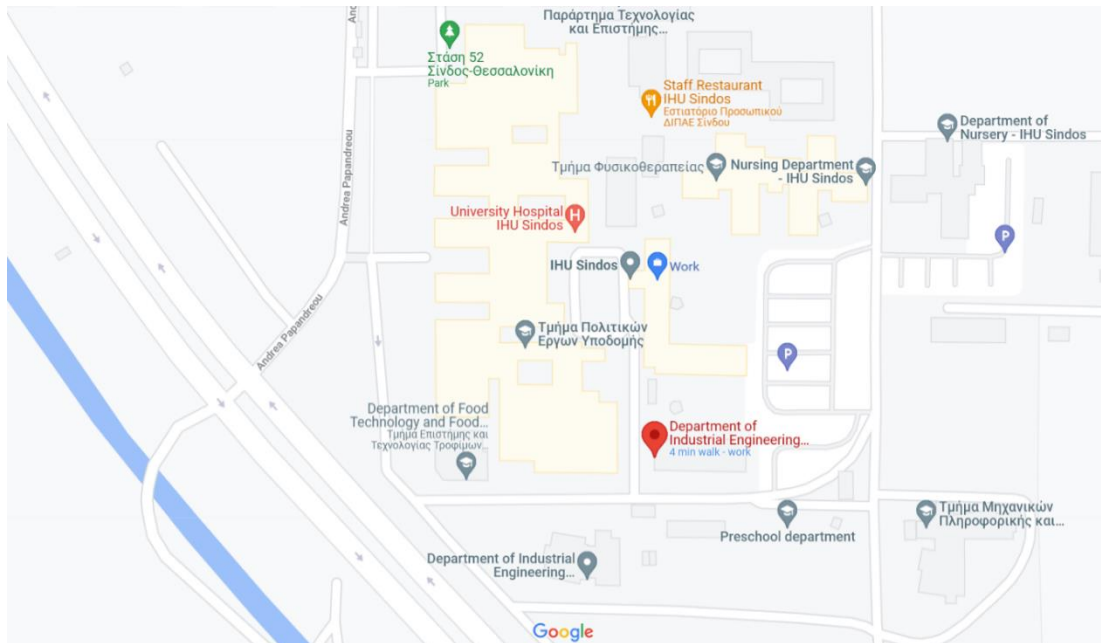 An
Παράρτημα Τεχνολογίας
και Επιστήμης...
Στάση 52
Σίνδος-Θεσσαλονίκη
Park
Staff Restaurant
IHU Sindos
Εστιατόριο Προσωπικού
ΔΙΠΑΕ Σίνδου
Department of
Nursery - IHU Sindos
Andrea Papandreou
Τμήμα Φυσικοθεραπείας
Nursing Department
- IHU Sindos
University Hospital
IHU Sindos
H
P
IHU Sindos
Work
Andrea Papandreou
Τμήμα Πολιτικών
Εργων Υποδομής
P
Department of Food
Technology and Food...
Τμήμα Επιστήμης και
Τεχνολογίας Τροφίμων...
Department of
Industrial Engineering...
4 min walk - work
Preschool department
Τμήμα Μηχανικών
Πληροφορικής και...
Department of Industrial
Engineering...
Google